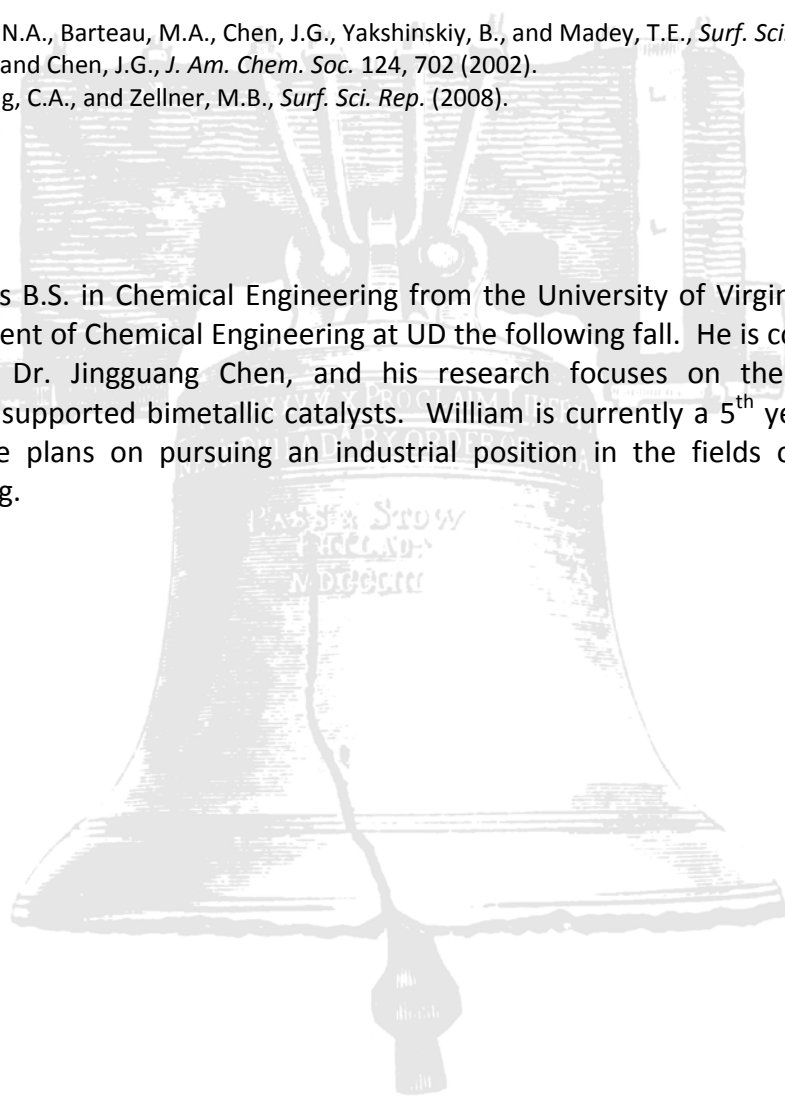 N.A., Barteau, M.A., Chen, J.G., Yakshinskiy, B., and Madey, T.E., Surf. Sci.
and Chen, J.G., J. Am. Chem. Soc. 124, 702 (2002).
g, C.A., and Zellner, M.B., Surf. Sci. Rep. (2008).
s B.S. in Chemical Engineering from the University of Virgin
ent of Chemical Engineering at UD the following fall. He is co
Dr. Jingguang Chen, and his research focuses on the
supported bimetallic catalysts. William is currently a 5th ye
e plans on pursuing an industrial position in the fields o
g.
PASS & STOW
MDCCLIII